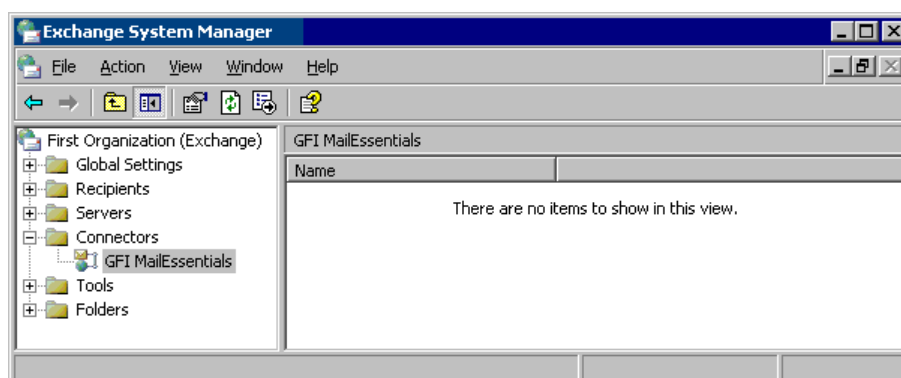 Exchange System Manager
File Action View Window Help
First Organization (Exchange)
Global Settings
Recipients
Servers
Connectors
GFI MailEssentials
Tools
Folders
GFI MailEssentials
Name
There are no items to show in this view.